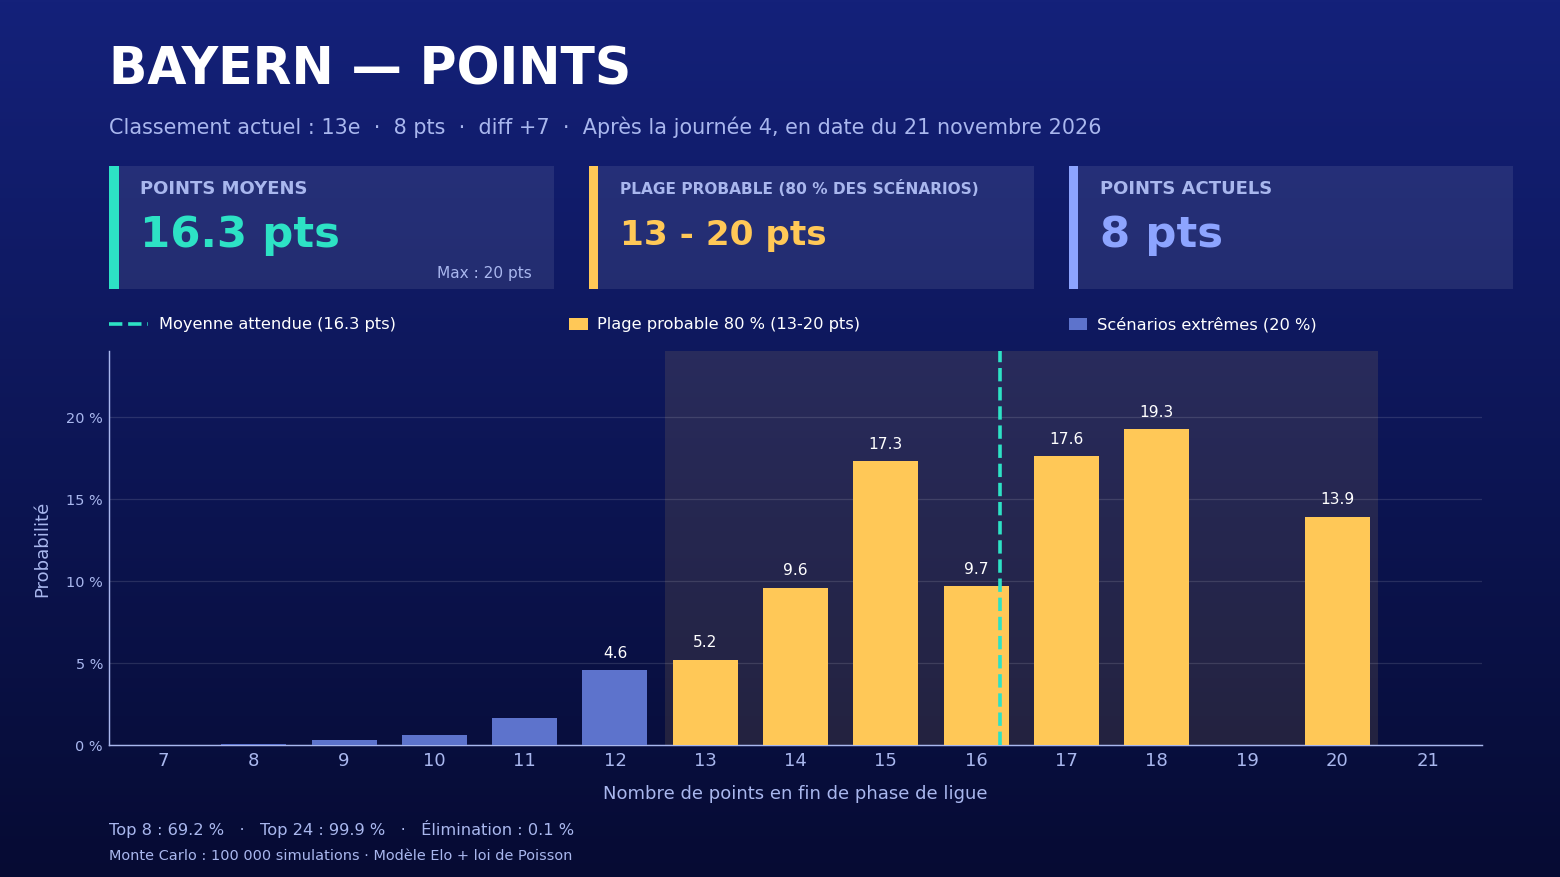 BAYERN — POINTS
Classement actuel : 13e · 8 pts · diff +7 · Après la journée 4, en date du 21 novembre 2026
POINTS MOYENS
16.3 pts
Max : 20 pts
PLAGE PROBABLE (80 % DES SCÉNARIOS)
13 - 20 pts
POINTS ACTUELS
8 pts
Moyenne attendue (16.3 pts)
Plage probable 80 % (13-20 pts)
Scénarios extrêmes (20 %)
Probabilité
20 %
15 %
10 %
5 %
0 %
4.6
5.2
9.6
17.3
9.7
17.6
19.3
13.9
7 8 9 10 11 12 13 14 15 16 17 18 19 20 21
Nombre de points en fin de phase de ligue
Top 8 : 69.2 % · Top 24 : 99.9 % · Élimination : 0.1 %
Monte Carlo : 100 000 simulations · Modèle Elo + loi de Poisson